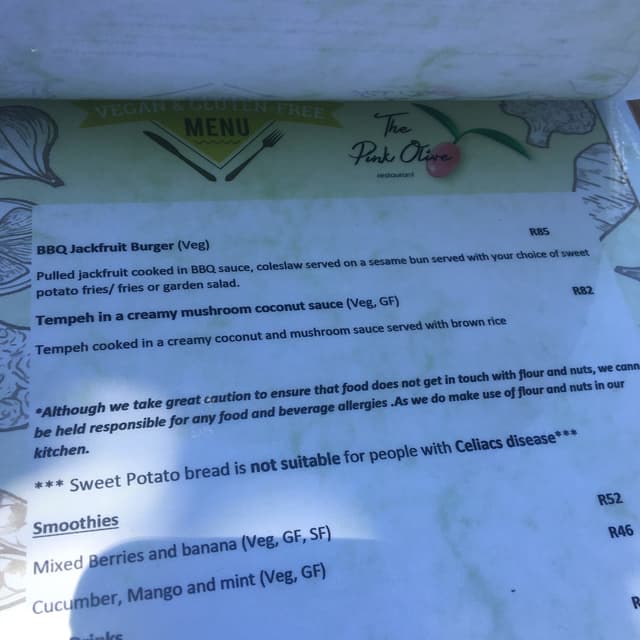 VEGAN & GLUTEN FREE
MENU
The
Pink Olive
restaurant
BBQ Jackfruit Burger (Veg) R85
Pulled jackfruit cooked in BBQ sauce, coleslaw served on a sesame bun served with your choice of sweet
potato fries/ fries or garden salad.
Tempeh in a creamy mushroom coconut sauce (Veg, GF) R82
Tempeh cooked in a creamy coconut and mushroom sauce served with brown rice
*Although we take great caution to ensure that food does not get in touch with flour and nuts, we cann
be held responsible for any food and beverage allergies .As we do make use of flour and nuts in our
kitchen.
*** Sweet Potato bread is not suitable for people with Celiacs disease***
Smoothies
Mixed Berries and banana (Veg, GF, SF) R52
Cucumber, Mango and mint (Veg, GF) R46
Drinks R